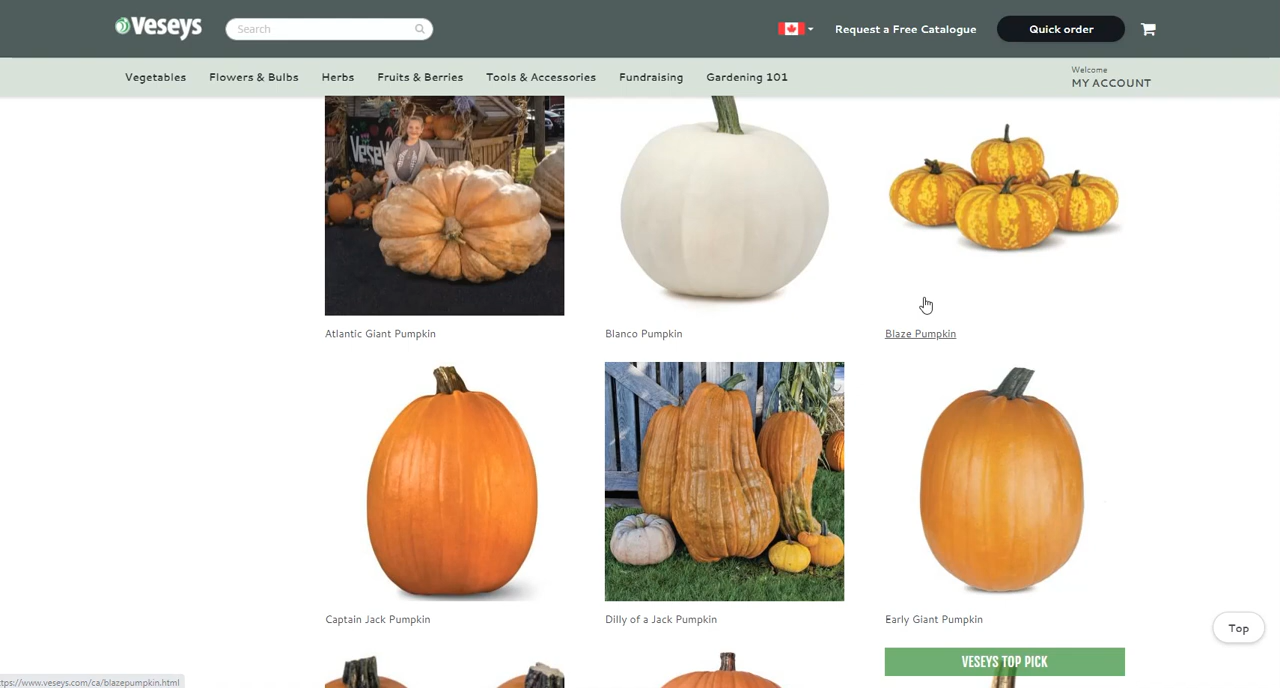 Veseys
Search
Request a Free Catalogue
Quick order
Vegetables
Flowers & Bulbs
Herbs
Fruits & Berries
Tools & Accessories
Fundraising
Gardening 101
Welcome
MY ACCOUNT
Vesey
Atlantic Giant Pumpkin
Blanco Pumpkin
Blaze Pumpkin
Captain Jack Pumpkin
Dilly of a Jack Pumpkin
Early Giant Pumpkin
Top
VESEYS TOP PICK
ttps://www.veseys.com/ca/blazepumpkin.html